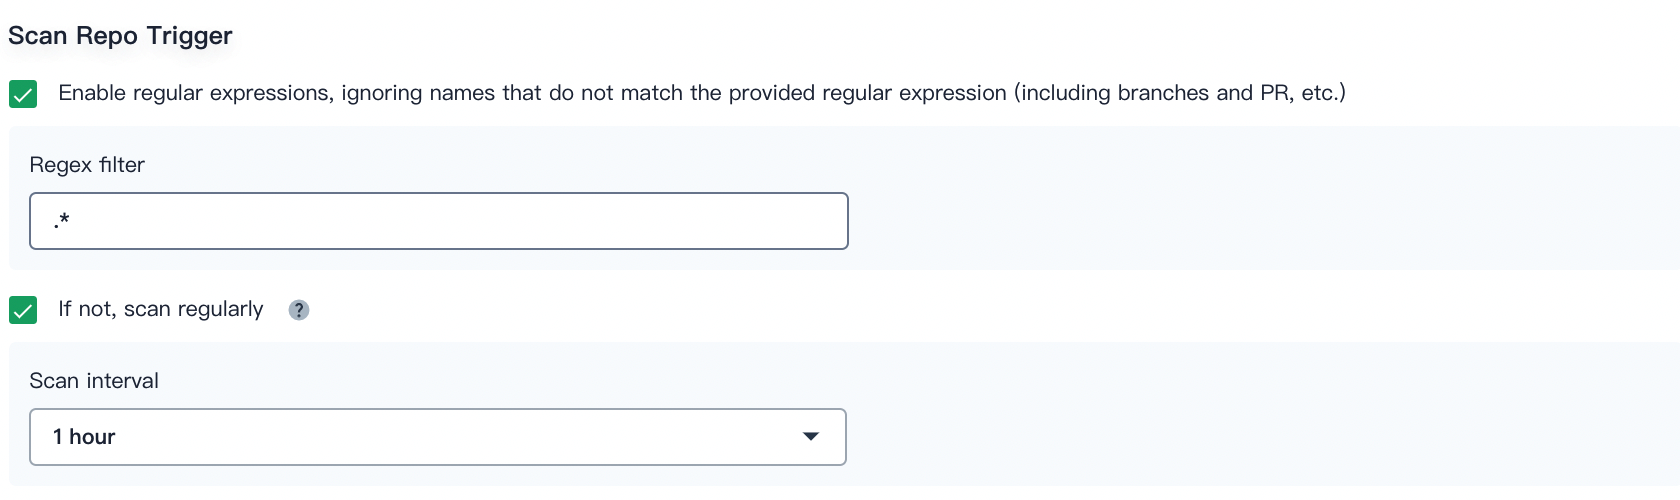 Scan Repo Trigger
Enable regular expressions, ignoring names that do not match the provided regular expression (including branches and PR, etc.)
Regex filter
.*
If not, scan regularly ?
Scan interval
1 hour